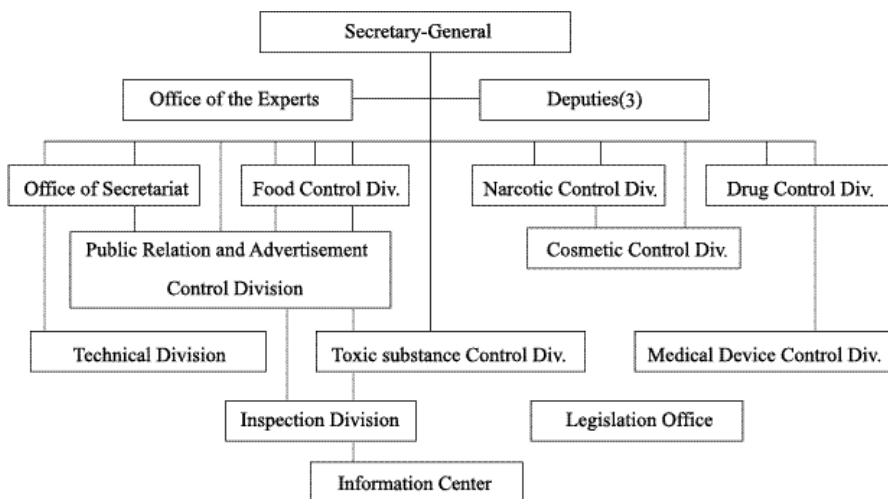 Secretary-General
Office of the Experts
Deputies(3)
Office of Secretariat
Food Control Div.
Narcotic Control Div.
Drug Control Div.
Public Relation and Advertisement
Control Division
Cosmetic Control Div.
Technical Division
Toxic substance Control Div.
Medical Device Control Div.
Inspection Division
Legislation Office
Information Center